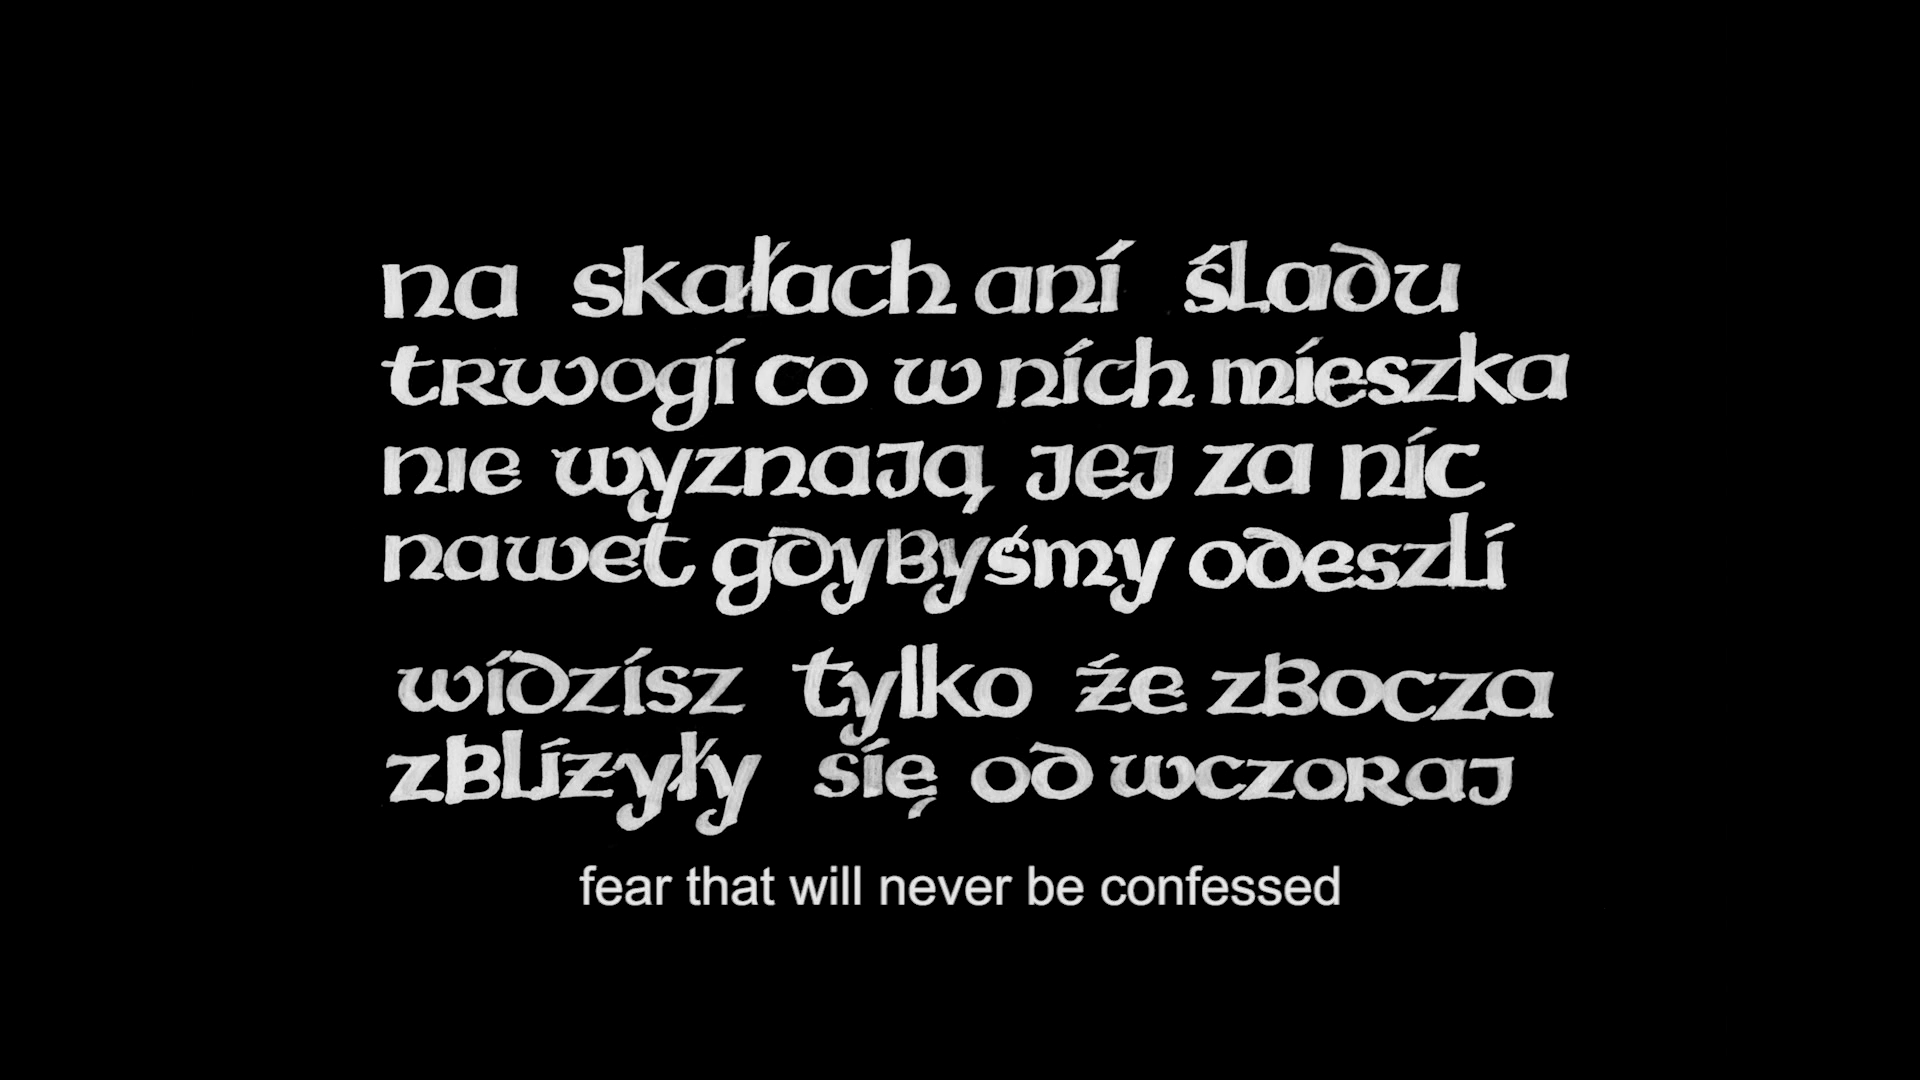 na skałach ani śladu
trwogi co w nich mieszka
nie wyznają jej za nic
nawet gdybyśmy odeszli
widzisz tylko że zbocza
zbliżyły się od wczoraj
fear that will never be confessed